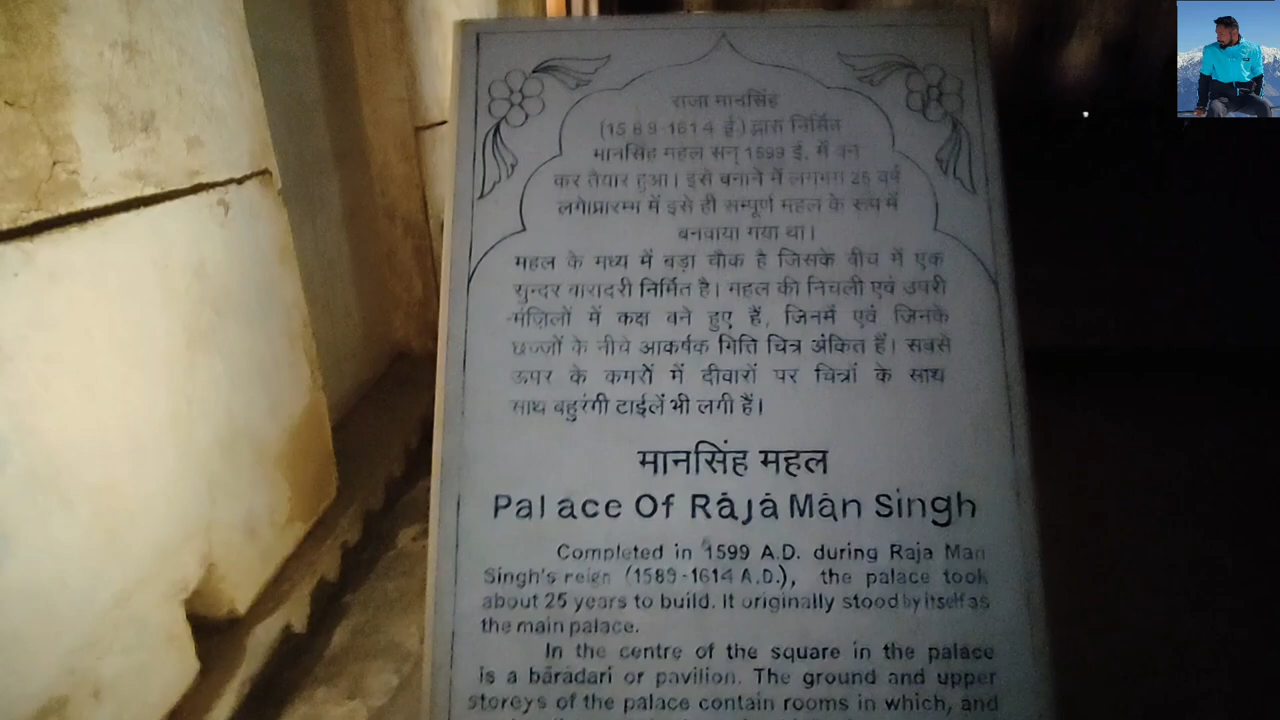 राजा मानसिंह
(1589-1614 ई.) द्वारा निर्मित
मानसिंह महल सन् 1599 ई. में बन
कर तैयार हुआ। इसे बनाने में लगभग 25 वर्ष
लगे।प्रारम्भ में इसे ही सम्पूर्ण महल के रूप में
बनवाया गया था।
महल के मध्य में बड़ा चौक है जिसके बीच में एक
सुन्दर बारादरी निर्मित है। महल की निचली एवं उपरी
मंज़िलों में कक्ष बने हुए हैं, जिनमें एवं जिनके
छज्जों के नीचे आकर्षक भित्ति चित्र अंकित हैं। सबसे
ऊपर के कमरों में दीवारों पर चित्रों के साथ
साथ बहुरंगी टाईलें भी लगी हैं।
मानसिंह महल
Palace Of Rājā Mān Singh
Completed in 1599 A.D. during Raja Man
Singh's reign (1589-1614 A.D.), the palace took
about 25 years to build. It originally stood by itself as
the main palace.
In the centre of the square in the palace
is a bārādari or pavilion. The ground and upper
storeys of the palace contain rooms in which, and